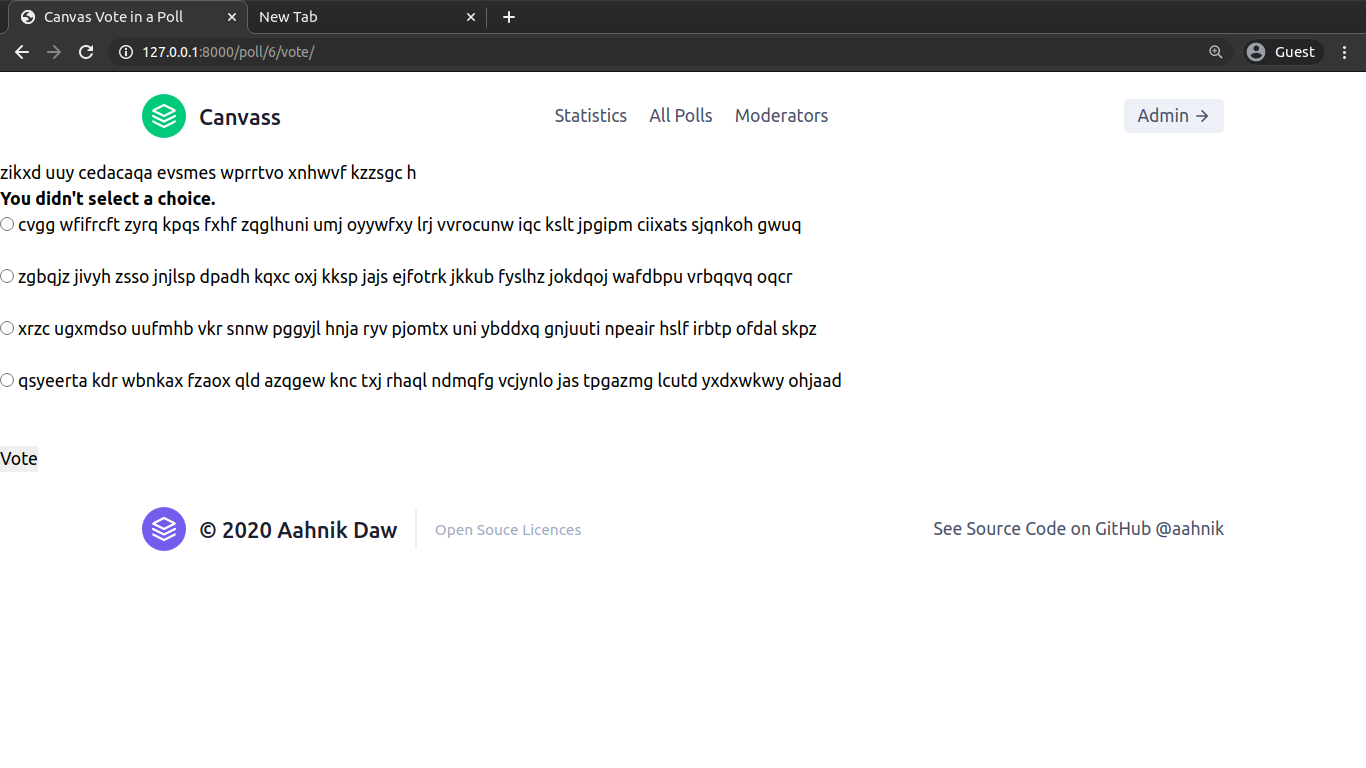 Canvas Vote in a Poll
New Tab
127.0.0.1:8000/poll/6/vote/
Guest
Canvass
Statistics
All Polls
Moderators
Admin →
zikxd uuy cedacaqa evsmes wprrtvo xnhwvf kzzsgc h
You didn't select a choice.
cvgg wfifrcft zyrq kpqs fxhf zqglhuni umj oyywfxy lrj vvrocunw iqc kslt jpgipm ciixats sjqnkoh gwuq
zgbqjz jivyh zsso jnjlsp dpadh kqxc oxj kksp jajs ejfotrk jkkub fyslhz jokdqoj wafdbpu vrbqqvq oqcr
xrzc ugxmdso uufmhb vkr snnw pggyjl hnja ryv pjomtx uni ybddxq gnjuuti npeair hslf irbtp ofdal skpz
qsyeerta kdr wbnkax fzaox qld azqgew knc txj rhaql ndmqfg vcjynlo jas tpgazmg lcutd yxdxwkwy ohjaad
Vote
© 2020 Aahnik Daw
Open Souce Licences
See Source Code on GitHub @aahnik